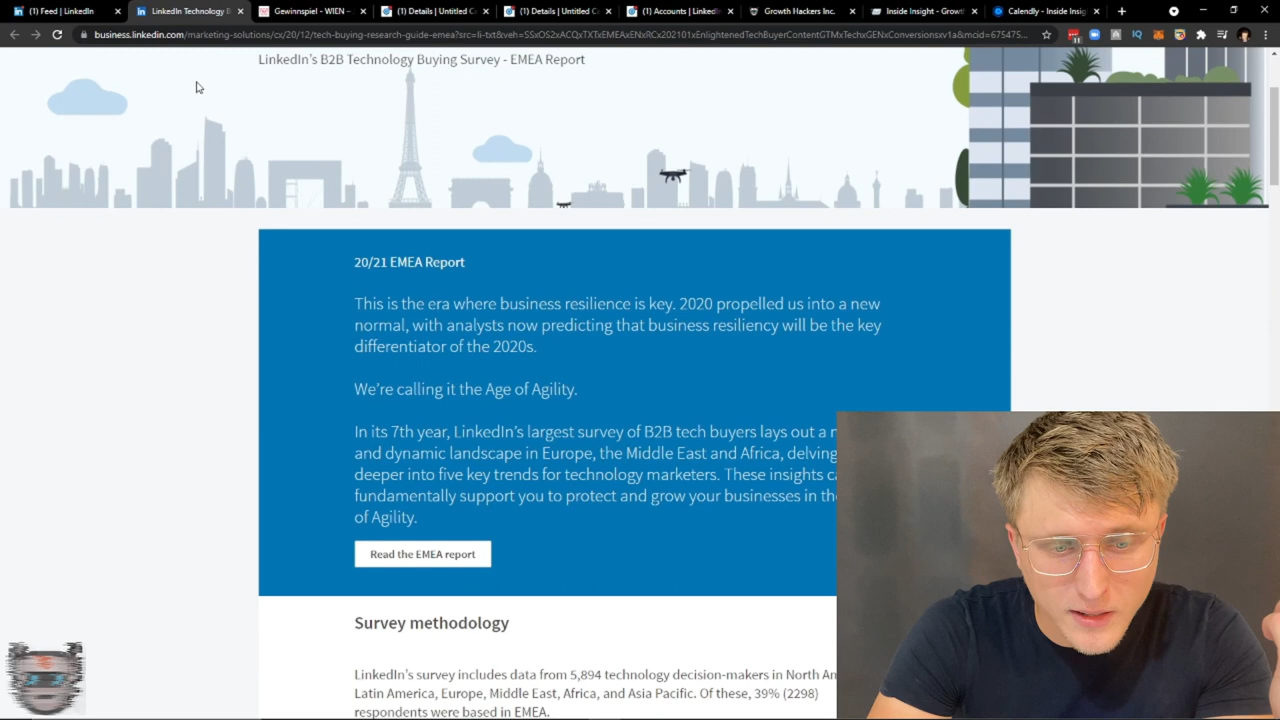 (1) Feed | LinkedIn
LinkedIn Technology B
Gewinnspiel - WIEN –
(1) Details | Untitled C
(1) Details | Untitled C
(1) Accounts | LinkedIn
Growth Hackers Inc.
Inside Insight - Growth
Calendly - Inside Insigh
business.linkedin.com/marketing-solutions/cx/20/12/tech-buying-research-guide-emea?src=li-txt&veh=
LinkedIn's B2B Technology Buying Survey - EMEA Report
20/21 EMEA Report
This is the era where business resilience is key. 2020 propelled us into a new
normal, with analysts now predicting that business resiliency will be the key
differentiator of the 2020s.
We're calling it the Age of Agility.
In its 7th year, LinkedIn's largest survey of B2B tech buyers lays out a
and dynamic landscape in Europe, the Middle East and Africa, delving
deeper into five key trends for technology marketers. These insights
fundamentally support you to protect and grow your businesses in
of Agility.
Read the EMEA report
Survey methodology
LinkedIn's survey includes data from 5,894 technology decision-makers in North
Latin America, Europe, Middle East, Africa, and Asia Pacific. Of these, 39% (2298)
respondents were based in EMEA.